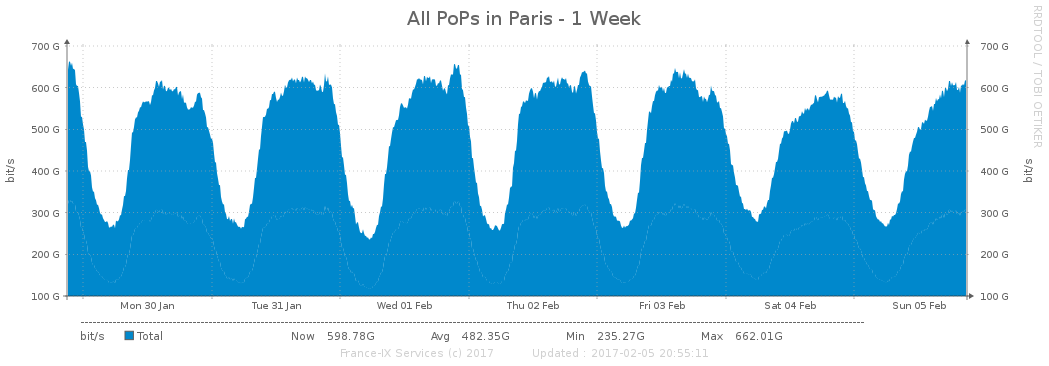 All PoPs in Paris - 1 Week
RRDTOOL / TOBI OETIKER
700 G 700 G
600 G 600 G
500 G 500 G
400 G 400 G
300 G 300 G
200 G 200 G
100 G 100 G
bit/s bit/s
Mon 30 Jan Tue 31 Jan Wed 01 Feb Thu 02 Feb Fri 03 Feb Sat 04 Feb Sun 05 Feb
bit/s Total Now 598.78G Avg 482.35G Min 235.27G Max 662.01G
France-IX Services (c) 2017 Updated : 2017-02-05 20:55:11